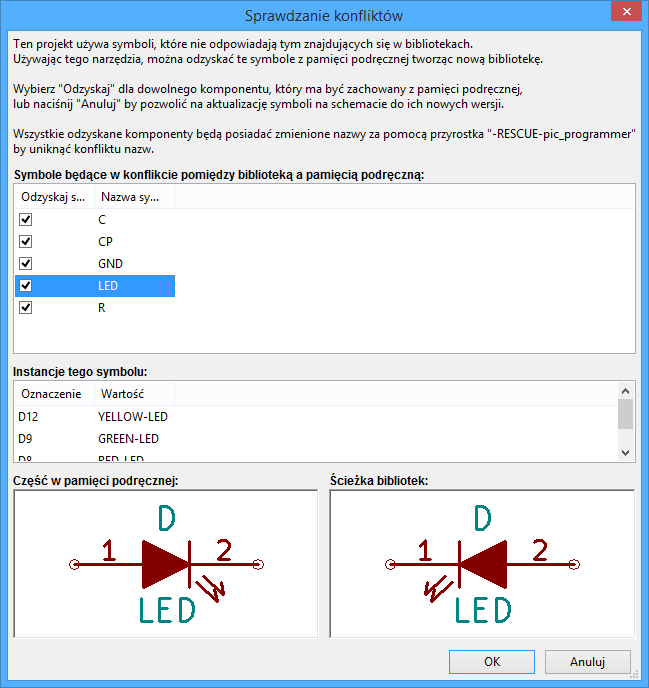 Sprawdzanie konfliktów
Ten projekt używa symboli, które nie odpowiadają tym znajdujących się w bibliotekach.
Używając tego narzędzia, można odzyskać te symbole z pamięci podręcznej tworząc nową bibliotekę.
Wybierz "Odzyskaj" dla dowolnego komponentu, który ma być zachowany z pamięci podręcznej,
lub naciśnij "Anuluj" by pozwolić na aktualizację symboli na schemacie do ich nowych wersji.
Wszystkie odzyskane komponenty będą posiadać zmienione nazwy za pomocą przyrostka "-RESCUE-pic_programmer"
by uniknąć konfliktu nazw.
Symbole będące w konflikcie pomiędzy biblioteką a pamięcią podręczną:
Odzyskaj s... Nazwa sy...
C
CP
GND
LED
R
Instancje tego symbolu:
Oznaczenie Wartość
D12 YELLOW-LED
D9 GREEN-LED
D8 RED-LED
Część w pamięci podręcznej: Ścieżka bibliotek:
D D
1 2 1 2
LED LED
OK Anuluj